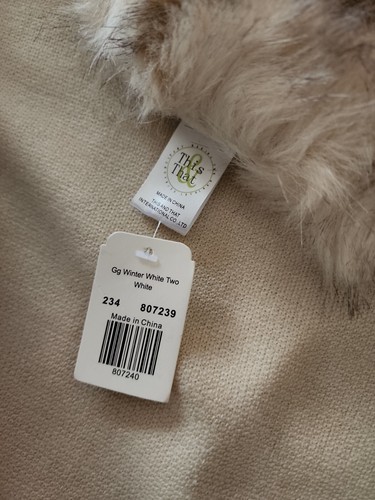 This
&
That
MADE IN CHINA
THIS AND THAT
INTERNATIONAL CO.,LTD
Gg Winter White Two
White
234 807239
Made in China
807240